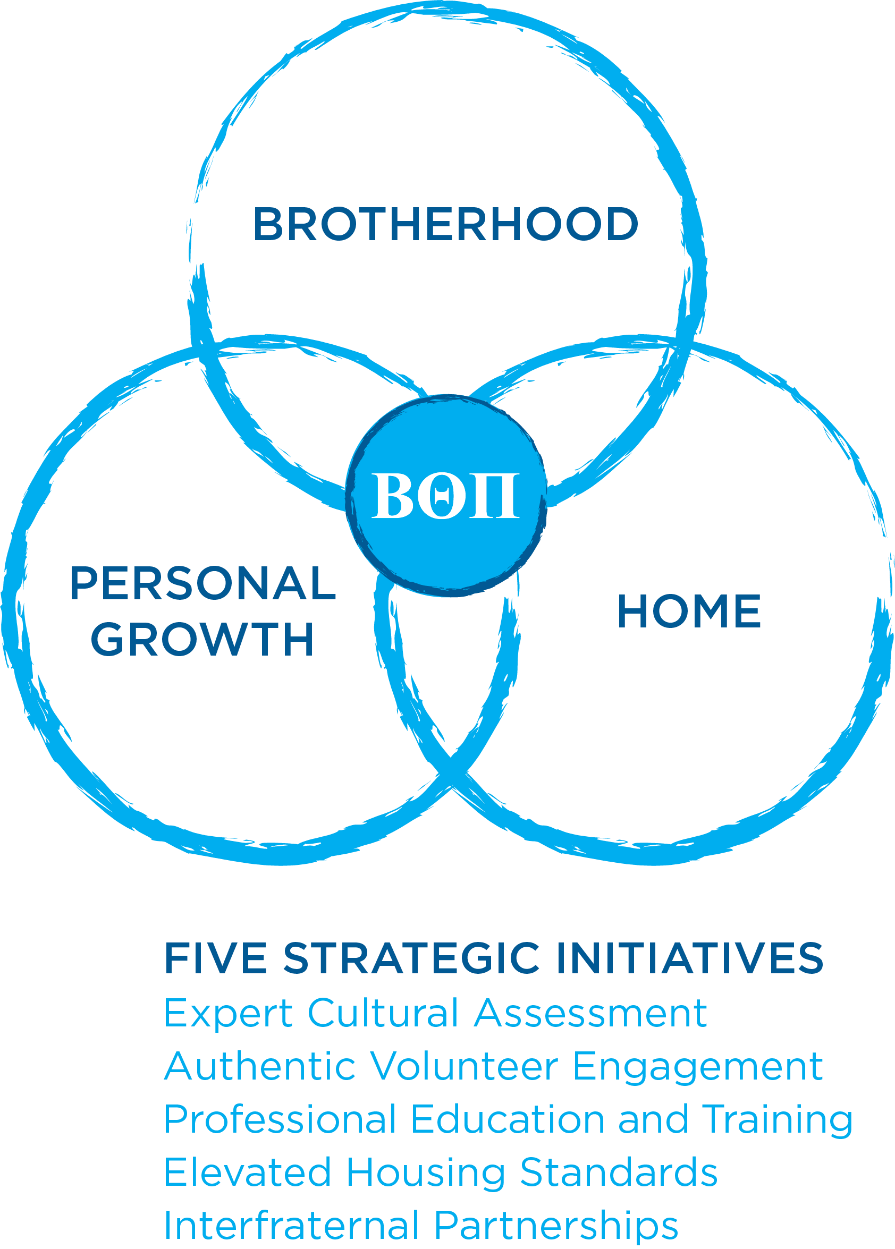 BROTHERHOOD
ΒΘΠ
PERSONAL
GROWTH
HOME
FIVE STRATEGIC INITIATIVES
Expert Cultural Assessment
Authentic Volunteer Engagement
Professional Education and Training
Elevated Housing Standards
Interfraternal Partnerships